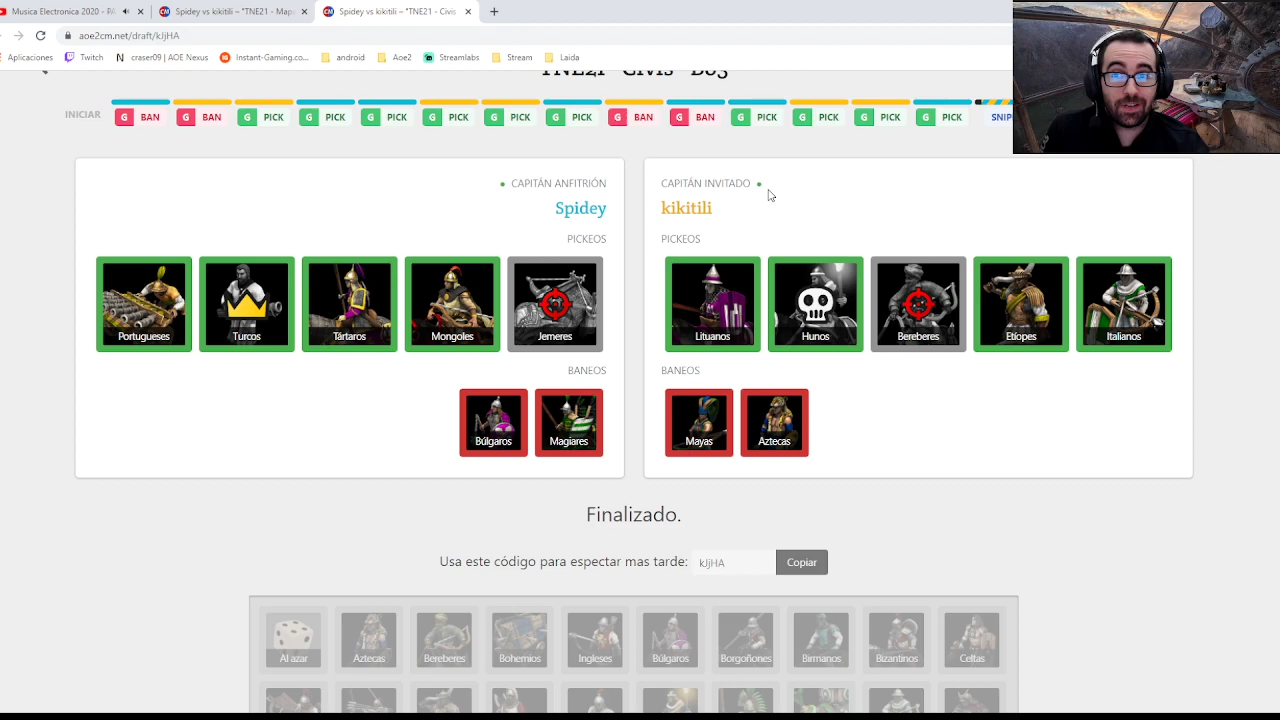 Musica Electronica 2020 - PA
Spidey vs kikitili – "TNE21 - Map
Spidey vs kikitili – "TNE21 - Civis
aoe2cm.net/draft/kJjHA
Aplicaciones
Twitch
craser09 | AOE Nexus
Instant-Gaming.co...
android
Aoe2
Streamlabs
Stream
Laida
TNE21 - Civis - Bo5
INICIAR
G BAN
G BAN
G PICK
G PICK
G PICK
G PICK
G PICK
G PICK
G BAN
G BAN
G PICK
G PICK
G PICK
G PICK
SNIP
CAPITÁN ANFITRIÓN
Spidey
PICKEOS
Portugueses
Turcos
Tártaros
Mongoles
Jemeres
BANEOS
Búlgaros
Magiares
CAPITÁN INVITADO
kikitili
PICKEOS
Lituanos
Hunos
Bereberes
Etíopes
Italianos
BANEOS
Mayas
Aztecas
Finalizado.
Usa este código para espectar mas tarde: kJjHA Copiar
Al azar
Aztecas
Bereberes
Bohemios
Ingleses
Búlgaros
Borgoñones
Birmanos
Bizantinos
Celtas